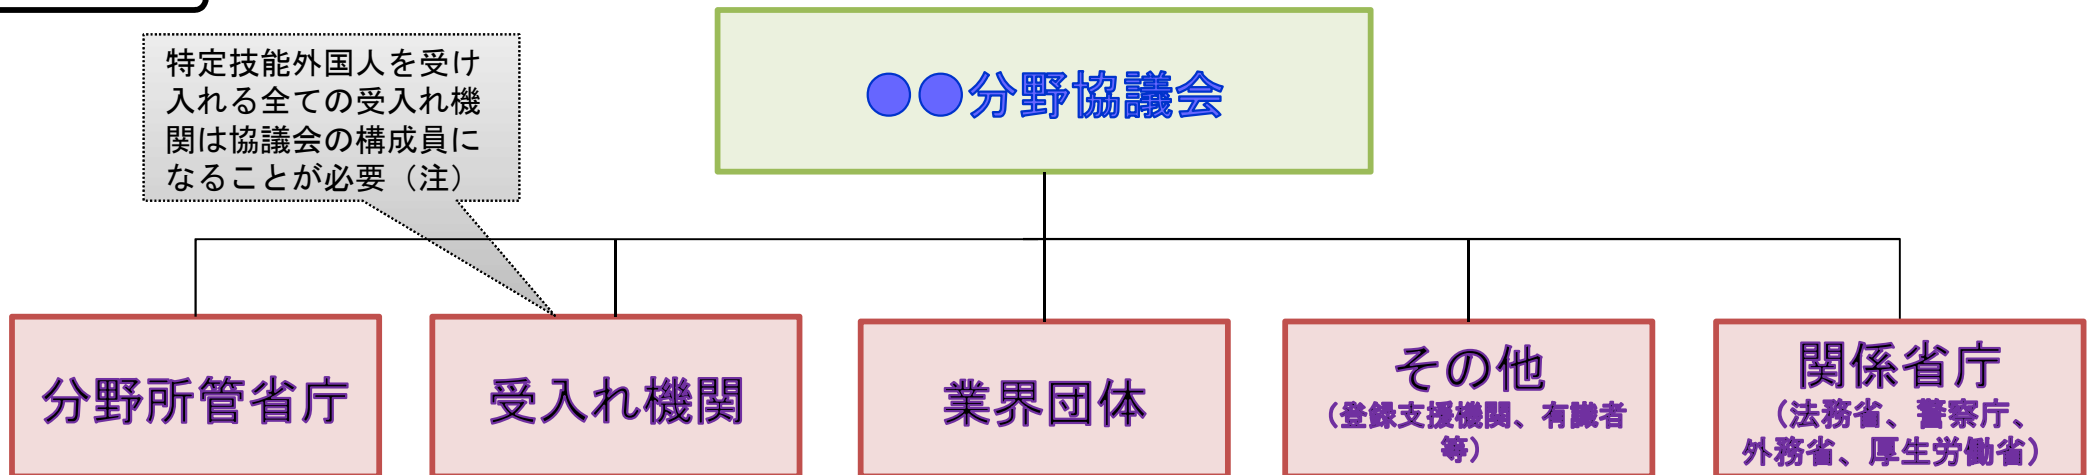 特定技能外国人を受け
入れる全ての受入れ機
関は協議会の構成員に
なることが必要（注）
●●分野協議会
分野所管省庁
受入れ機関
業界団体
その他
（登録支援機関、有識者
等）
関係省庁
（法務省、警察庁、
外務省、厚生労働省）